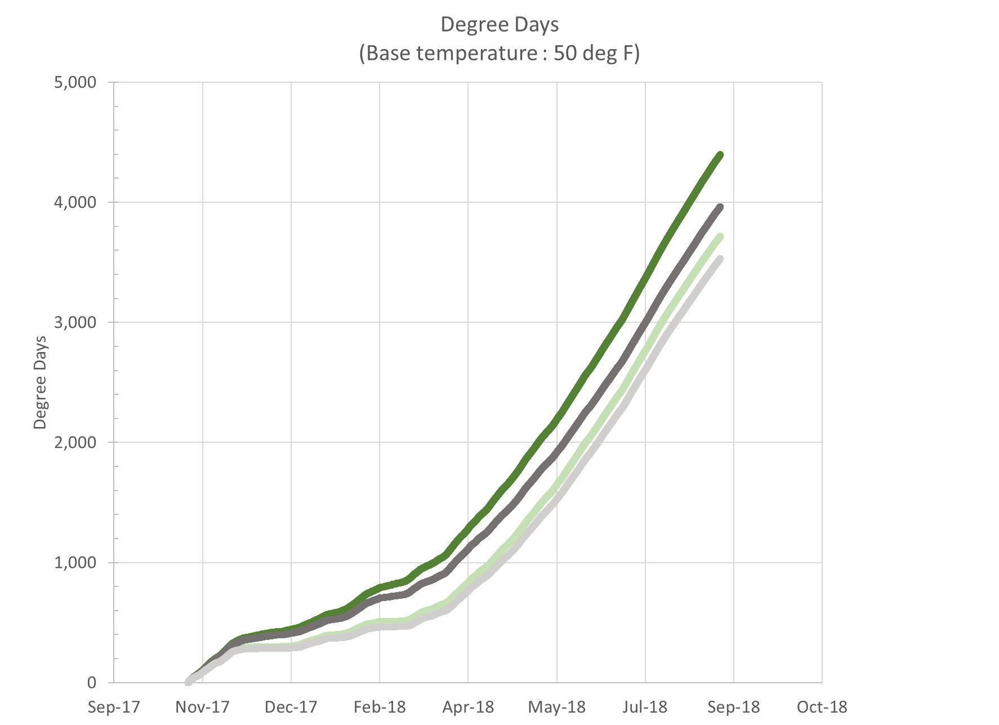 Degree Days
(Base temperature : 50 deg F)
5,000
4,000
3,000
2,000
1,000
0
Degree Days
Sep-17 Nov-17 Dec-17 Feb-18 Apr-18 May-18 Jul-18 Sep-18 Oct-18